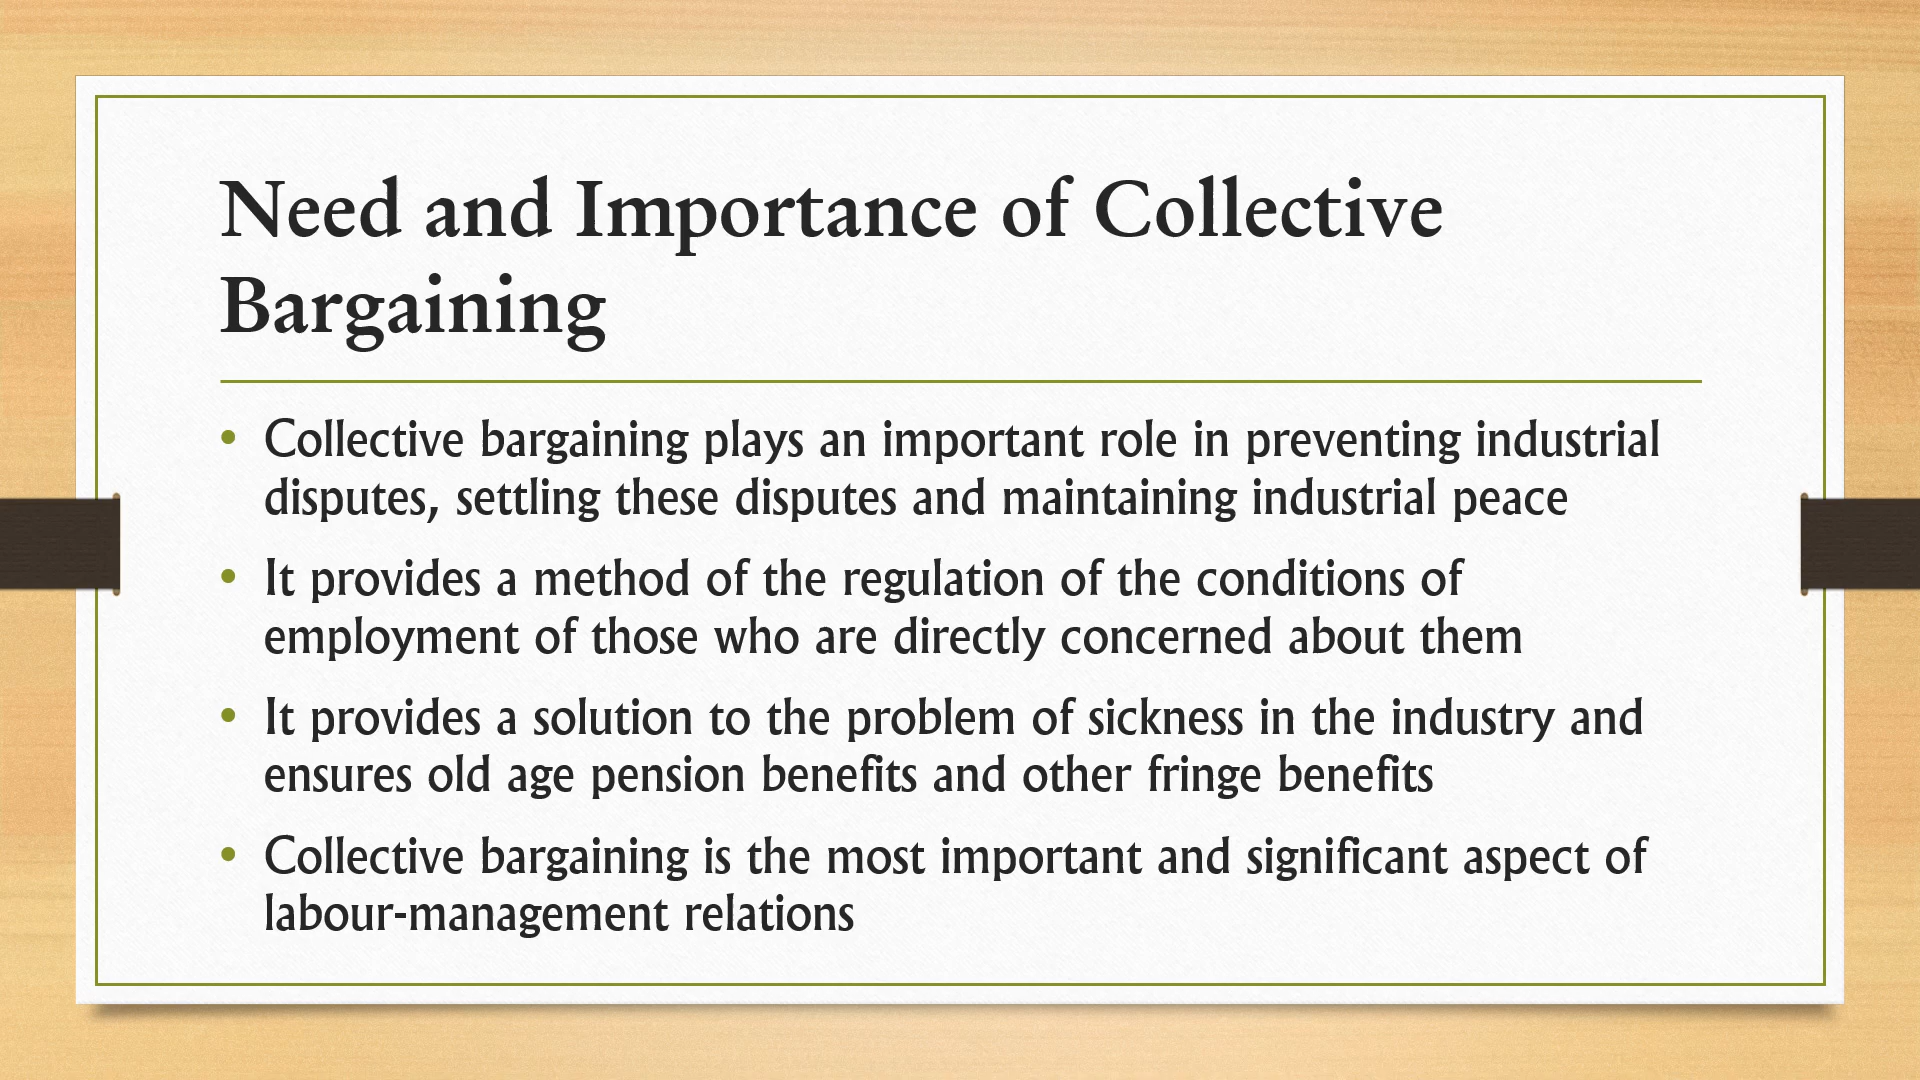 Need and Importance of Collective
Bargaining
• Collective bargaining plays an important role in preventing industrial
disputes, settling these disputes and maintaining industrial peace
• It provides a method of the regulation of the conditions of
employment of those who are directly concerned about them
• It provides a solution to the problem of sickness in the industry and
ensures old age pension benefits and other fringe benefits
• Collective bargaining is the most important and significant aspect of
labour-management relations